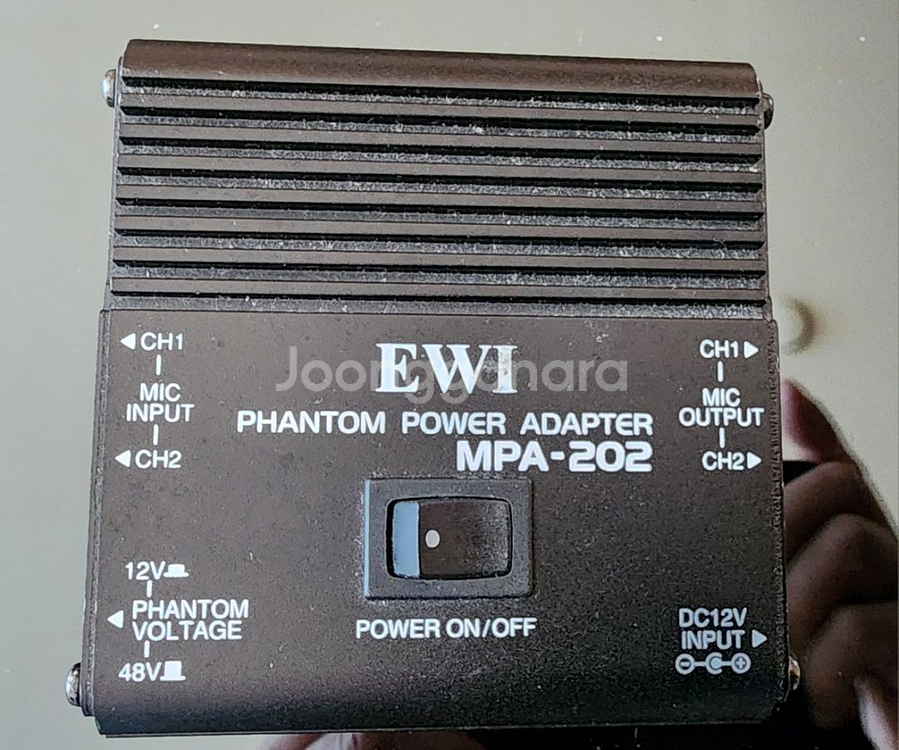 EWI
Joonggonara
PHANTOM POWER ADAPTER
MPA-202
CH1
MIC
INPUT
CH2
CH1
MIC
OUTPUT
CH2
12V
PHANTOM
VOLTAGE
48V
POWER ON/OFF
DC12V
INPUT